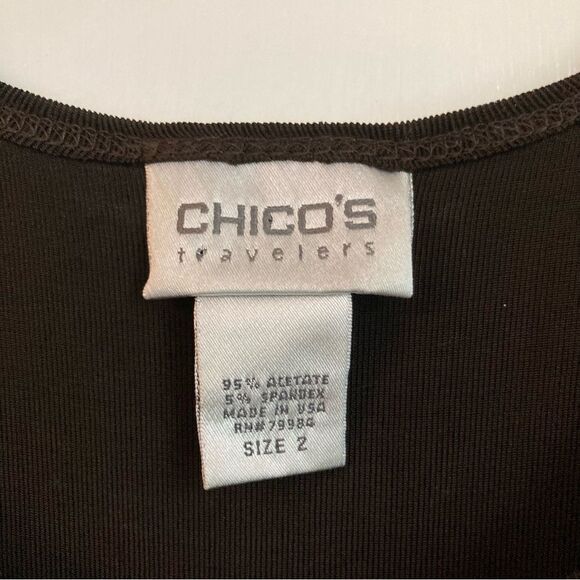 CHICO'S
travelers
95% ACETATE
5% SPANDEX
MADE IN USA
RN#79984
SIZE 2